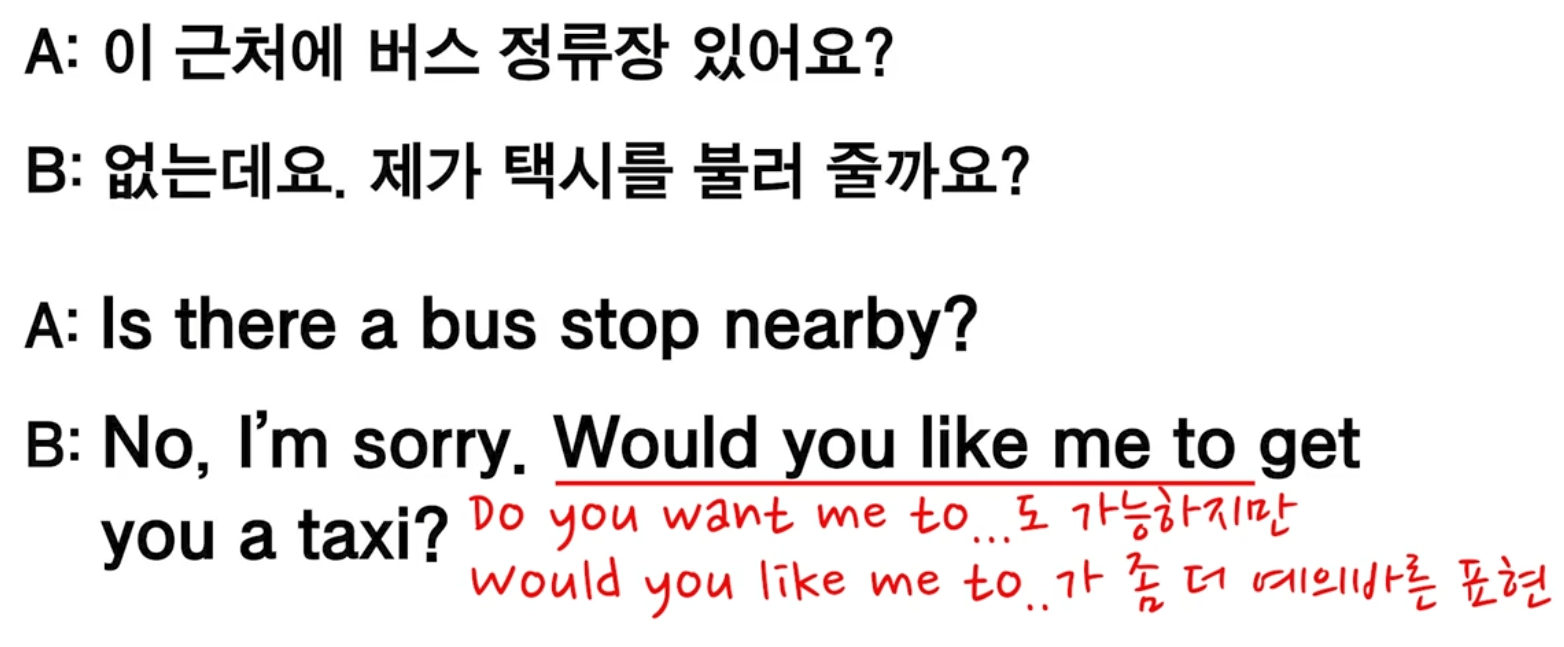 A: 이 근처에 버스 정류장 있어요?
B: 없는데요. 제가 택시를 불러 줄까요?
A: Is there a bus stop nearby?
B: No, I'm sorry. Would you like me to get
you a taxi? Do you want me to...도 가능하지만
would you like me to..가 좀 더 예의바른 표현